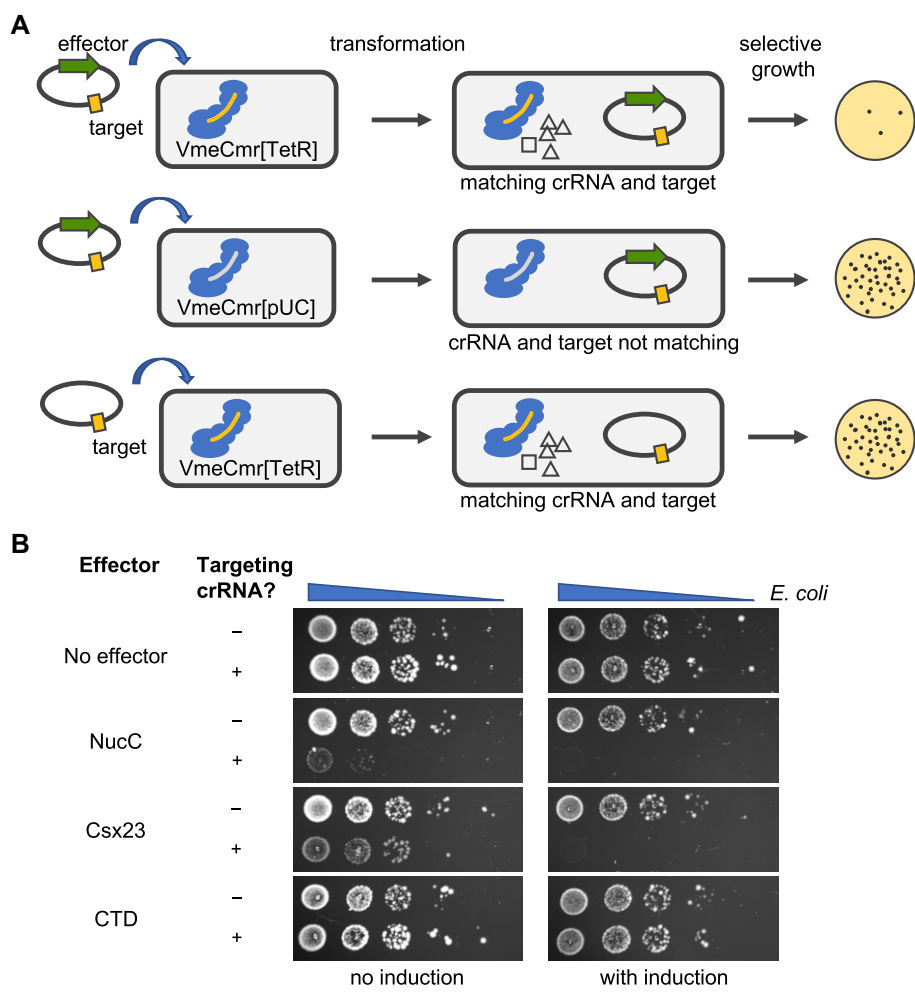 A
effector
transformation
selective
growth
target
VmeCmr[TetR]
matching crRNA and target
VmeCmr[pUC]
crRNA and target not matching
target
VmeCmr[TetR]
matching crRNA and target
B
Effector
Targeting
crRNA?
E. coli
No effector
–
+
NucC
–
+
Csx23
–
+
CTD
–
+
no induction
with induction